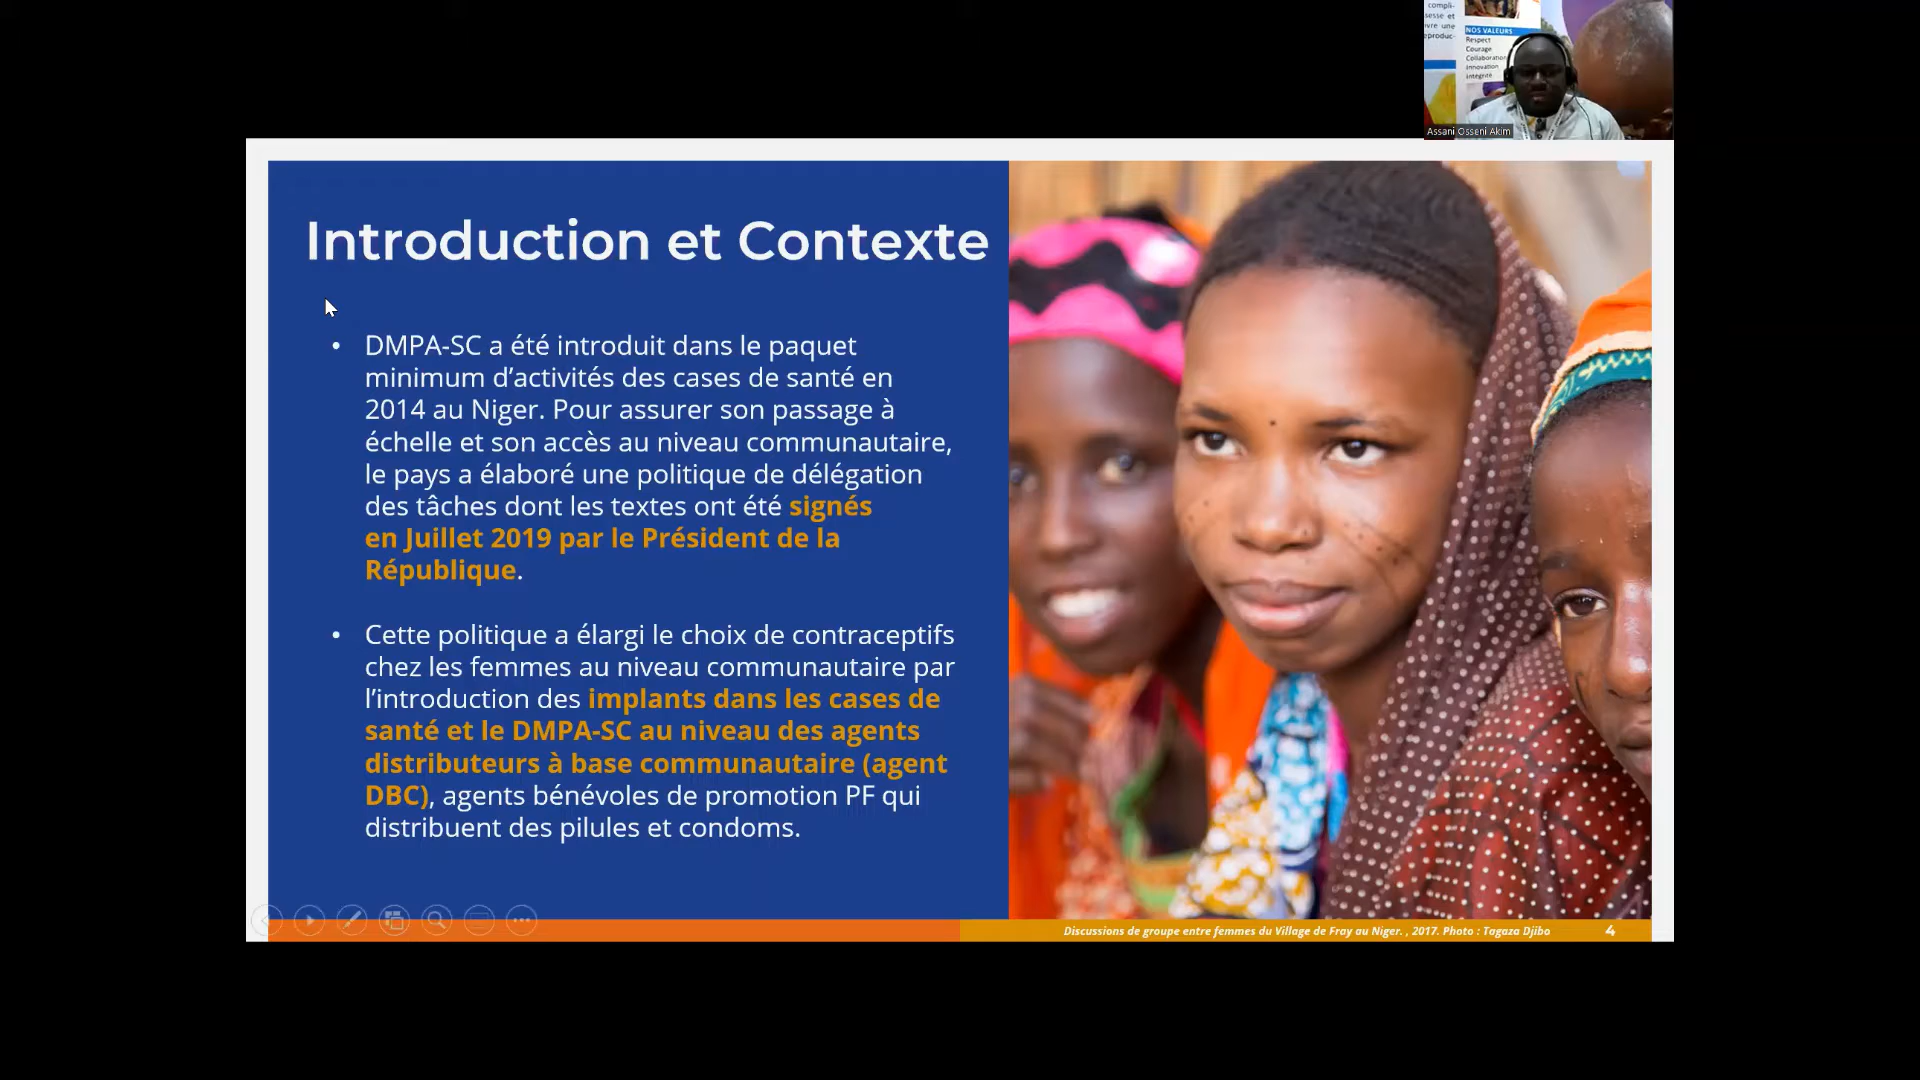 compli-
sesse et
vre une
eproduc-
NOS VALEURS
Respect
Courage
Collaboration
Innovation
Intégrité
Assani Osseni Akim
Introduction et Contexte
• DMPA-SC a été introduit dans le paquet
minimum d’activités des cases de santé en
2014 au Niger. Pour assurer son passage à
échelle et son accès au niveau communautaire,
le pays a élaboré une politique de délégation
des tâches dont les textes ont été signés
en Juillet 2019 par le Président de la
République.
• Cette politique a élargi le choix de contraceptifs
chez les femmes au niveau communautaire par
l’introduction des implants dans les cases de
santé et le DMPA-SC au niveau des agents
distributeurs à base communautaire (agent
DBC), agents bénévoles de promotion PF qui
distribuent des pilules et condoms.
Discussions de groupe entre femmes du Village de Fray au Niger. , 2017. Photo : Tagaza Djibo
4